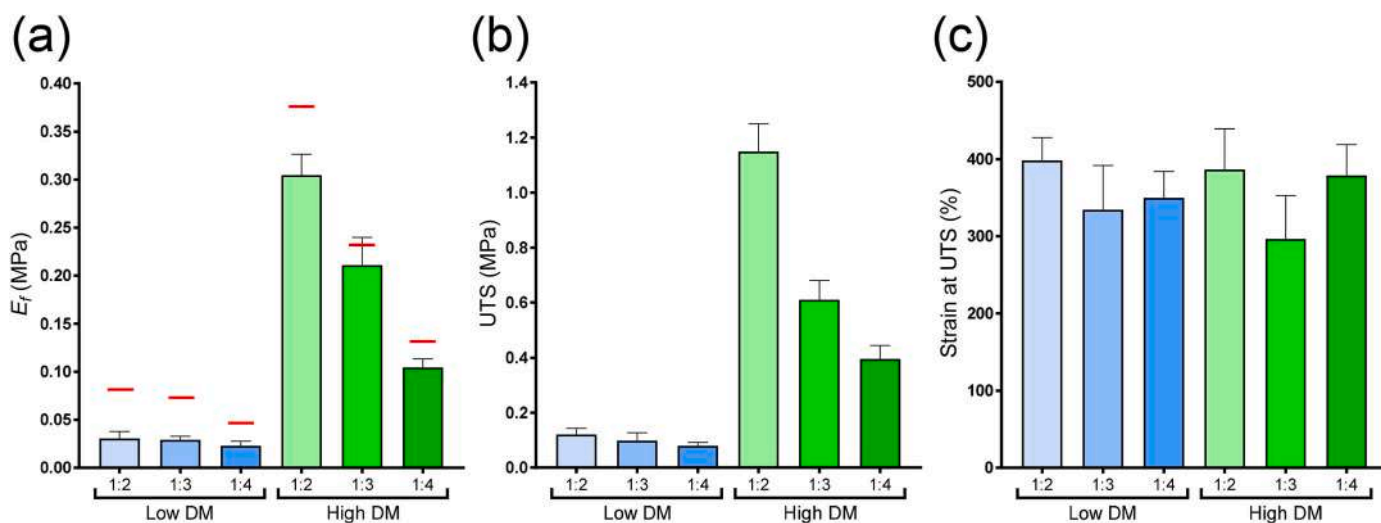 (a)
(b)
(c)
E_f (MPa)
0.40
0.35
0.30
0.25
0.20
0.15
0.10
0.05
0.00
1:2 1:3 1:4 1:2 1:3 1:4
Low DM High DM
UTS (MPa)
1.4
1.2
1.0
0.8
0.6
0.4
0.2
0.0
1:2 1:3 1:4 1:2 1:3 1:4
Low DM High DM
Strain at UTS (%)
500
400
300
200
100
0
1:2 1:3 1:4 1:2 1:3 1:4
Low DM High DM